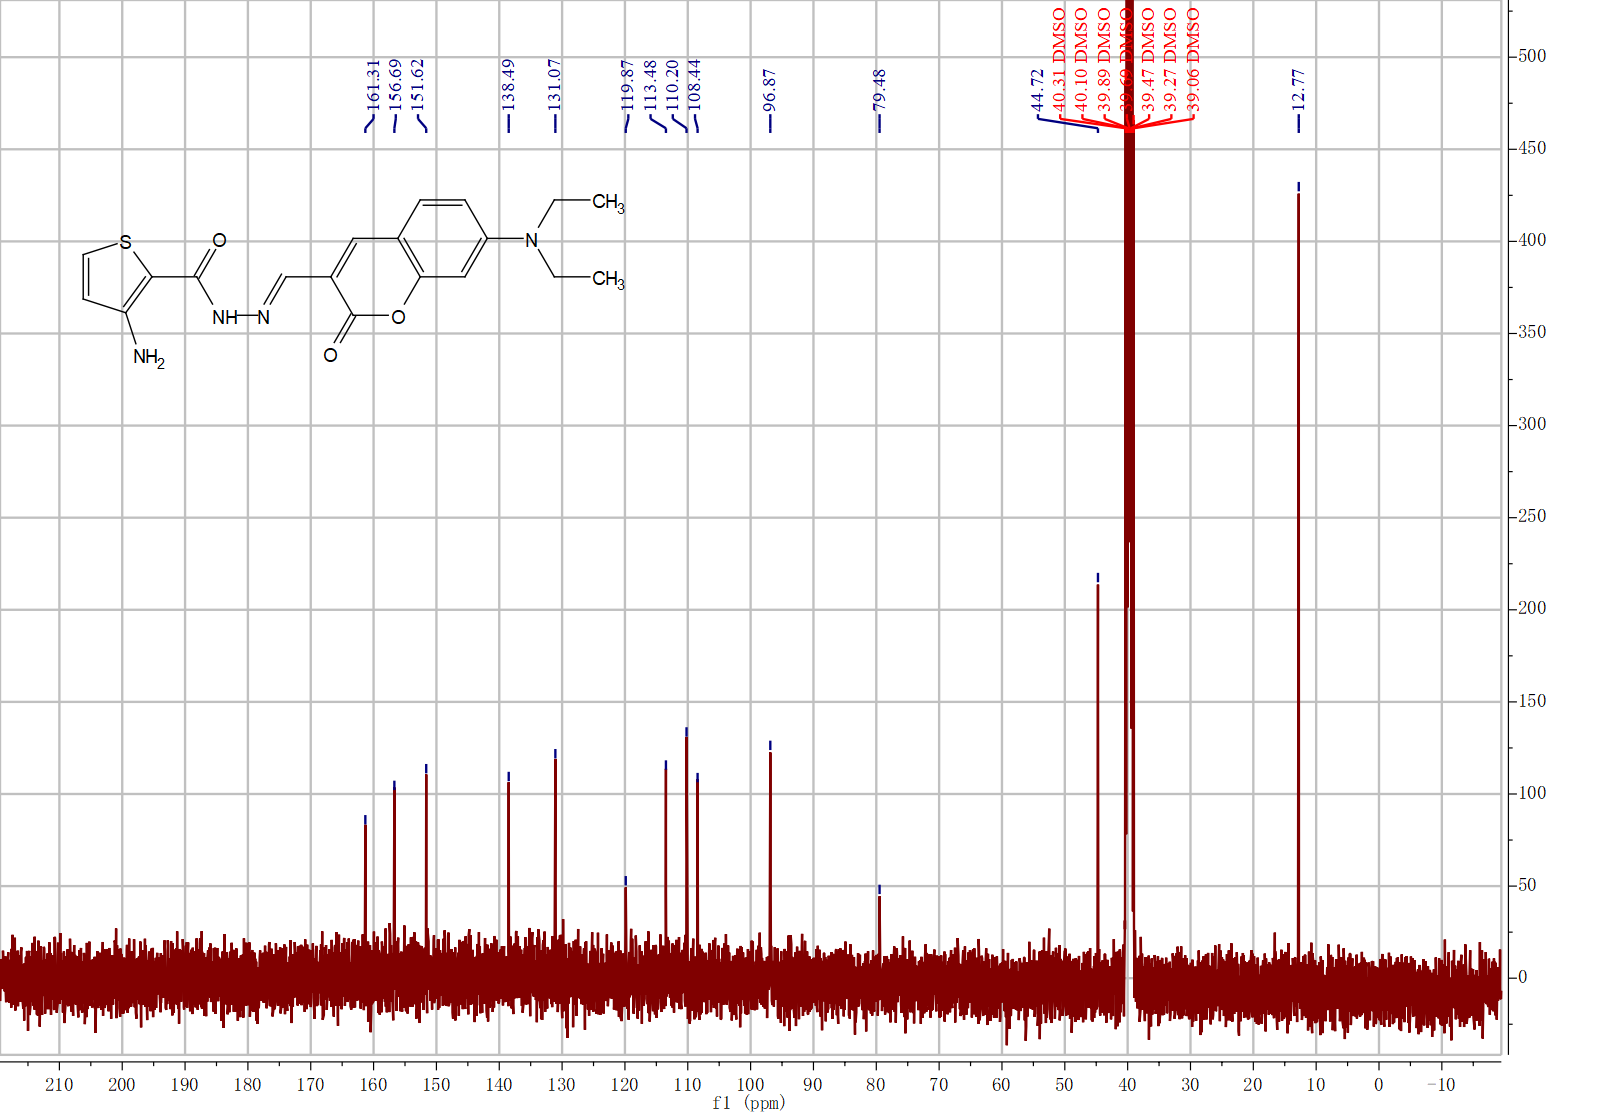 161.31
156.69
151.62
138.49
131.07
119.87
113.48
110.20
108.44
96.87
79.48
44.72
40.31 DMSO
40.10 DMSO
39.89 DMSO
39.69 DMSO
39.47 DMSO
39.27 DMSO
39.06 DMSO
12.77
S
O
NH
N
NH2
O
O
N
CH3
CH3
500
450
400
350
300
250
200
150
100
50
0
210 200 190 180 170 160 150 140 130 120 110 100 90 80 70 60 50 40 30 20 10 0 -10
f1 (ppm)